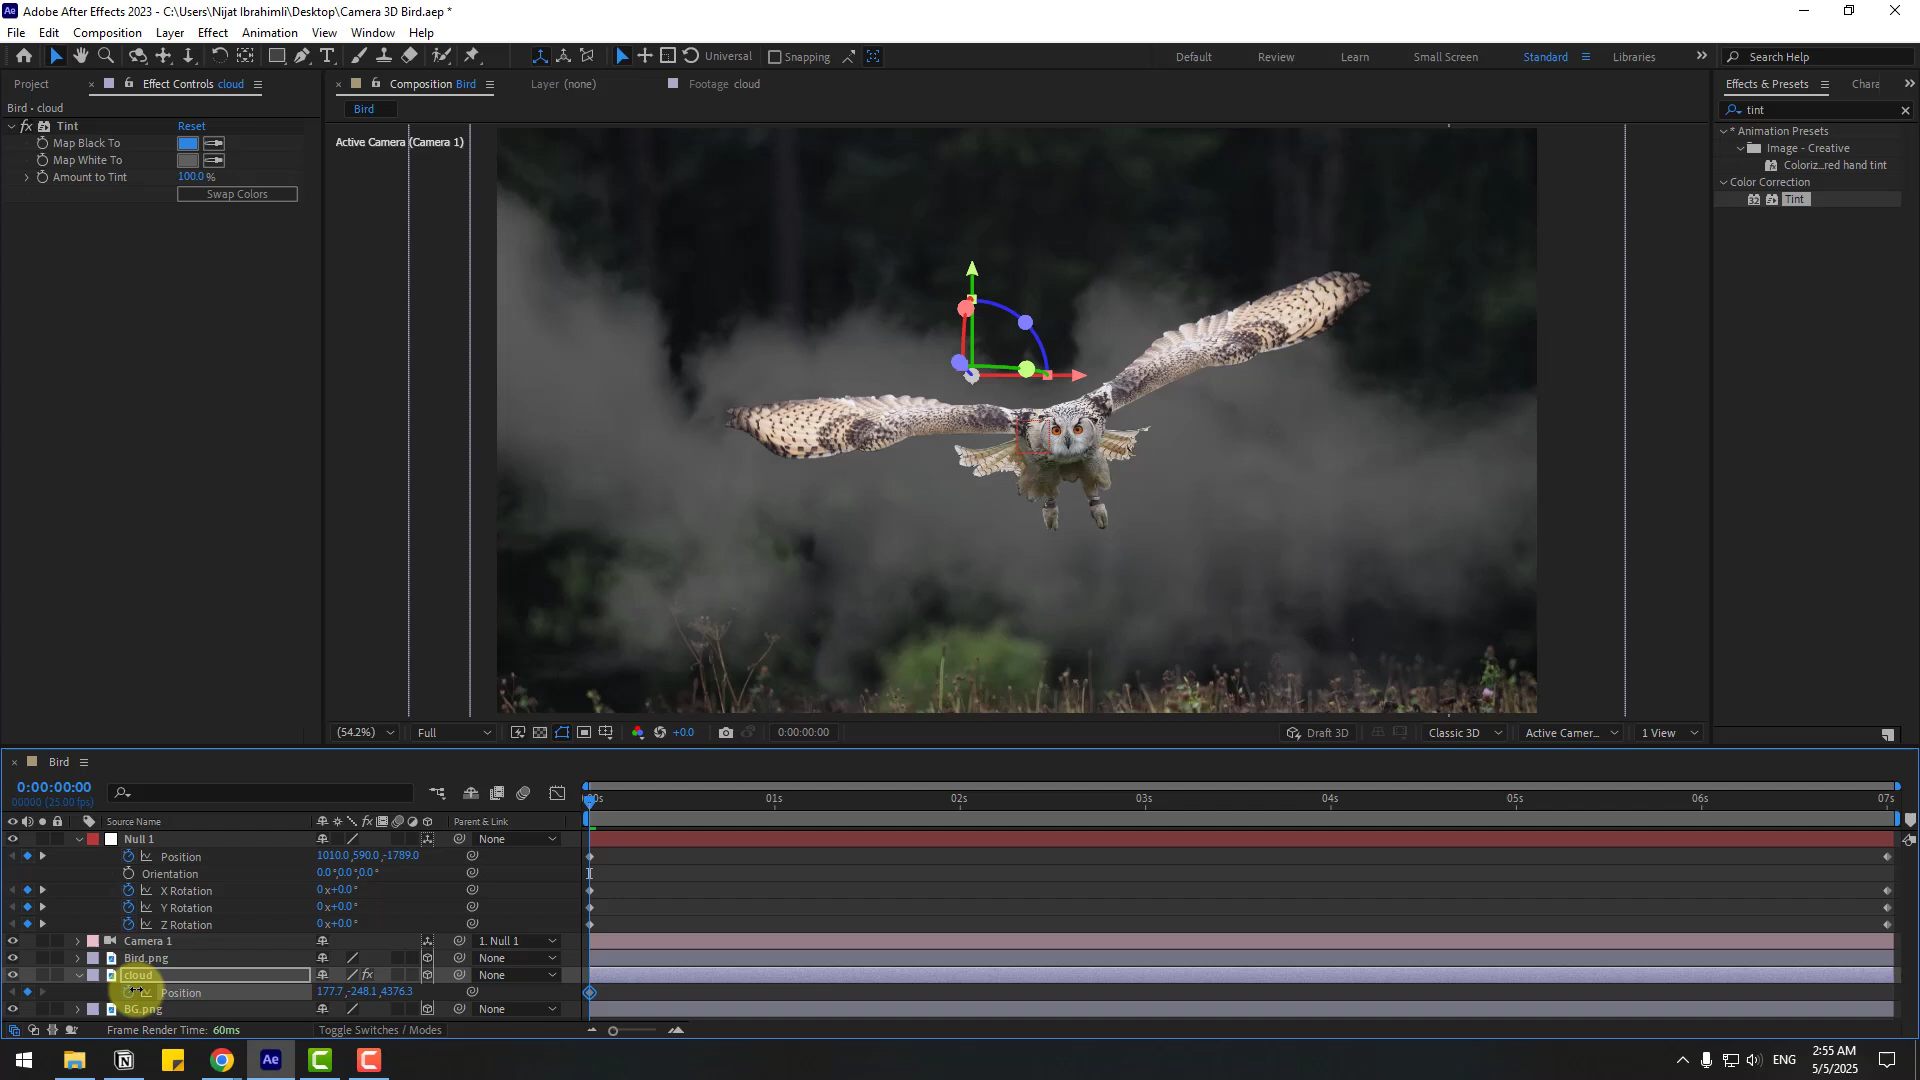 Adobe After Effects 2023 - C:\Users\Nijat Ibrahimli\Desktop\Camera 3D Bird.aep *
File Edit Composition Layer Effect Animation View Window Help
Universal Snapping Default Review Learn Small Screen Standard Libraries Search Help
Project Effect Controls cloud Composition Bird Layer (none) Footage cloud Effects & Presets Chara
Bird • cloud Bird tint
fx Tint Reset
Map Black To
Map White To
Amount to Tint 100.0 %
Swap Colors
Active Camera (Camera 1)
* Animation Presets
Image - Creative
Coloriz...red hand tint
Color Correction
32 Tint
(54.2%) Full +0.0 0:00:00:00 Draft 3D Classic 3D Active Camer... 1 View
Bird
0:00:00:00
00000 (25.00 fps)
:00s 01s 02s 03s 04s 05s 06s 07s
Source Name fx Parent & Link
Null 1 None
Position 1010.0,590.0,-1789.0
Orientation 0.0°,0.0°,0.0°
X Rotation 0x+0.0°
Y Rotation 0x+0.0°
Z Rotation 0x+0.0°
Camera 1 1. Null 1
Bird.png None
cloud fx None
Position 177.7,-248.1,4376.3
BG.png None
Frame Render Time: 60ms Toggle Switches / Modes
Ae ENG 2:55 AM
5/5/2025